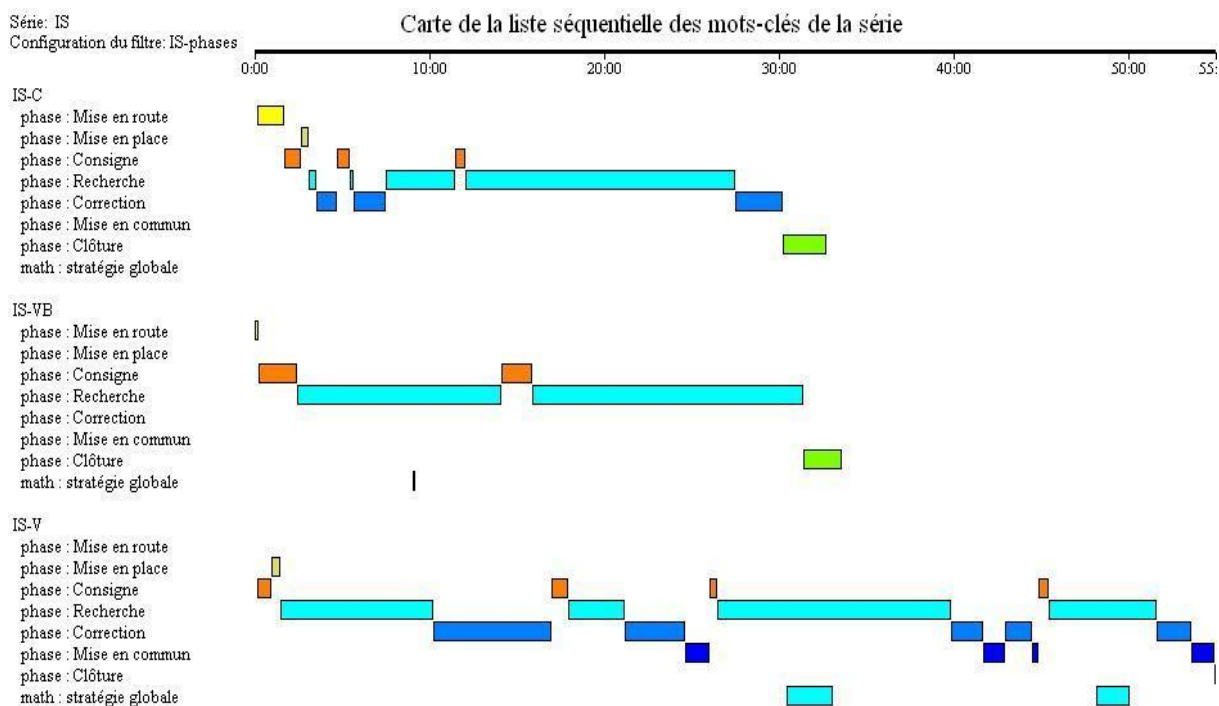 Série: IS
Carte de la liste séquentielle des mots-clés de la série
Configuration du filtre: IS-phases
0:00 10:00 20:00 30:00 40:00 50:00 55:
IS-C
phase : Mise en route
phase : Mise en place
phase : Consigne
phase : Recherche
phase : Correction
phase : Mise en commun
phase : Clôture
math : stratégie globale
IS-VB
phase : Mise en route
phase : Mise en place
phase : Consigne
phase : Recherche
phase : Correction
phase : Mise en commun
phase : Clôture
math : stratégie globale
IS-V
phase : Mise en route
phase : Mise en place
phase : Consigne
phase : Recherche
phase : Correction
phase : Mise en commun
phase : Clôture
math : stratégie globale